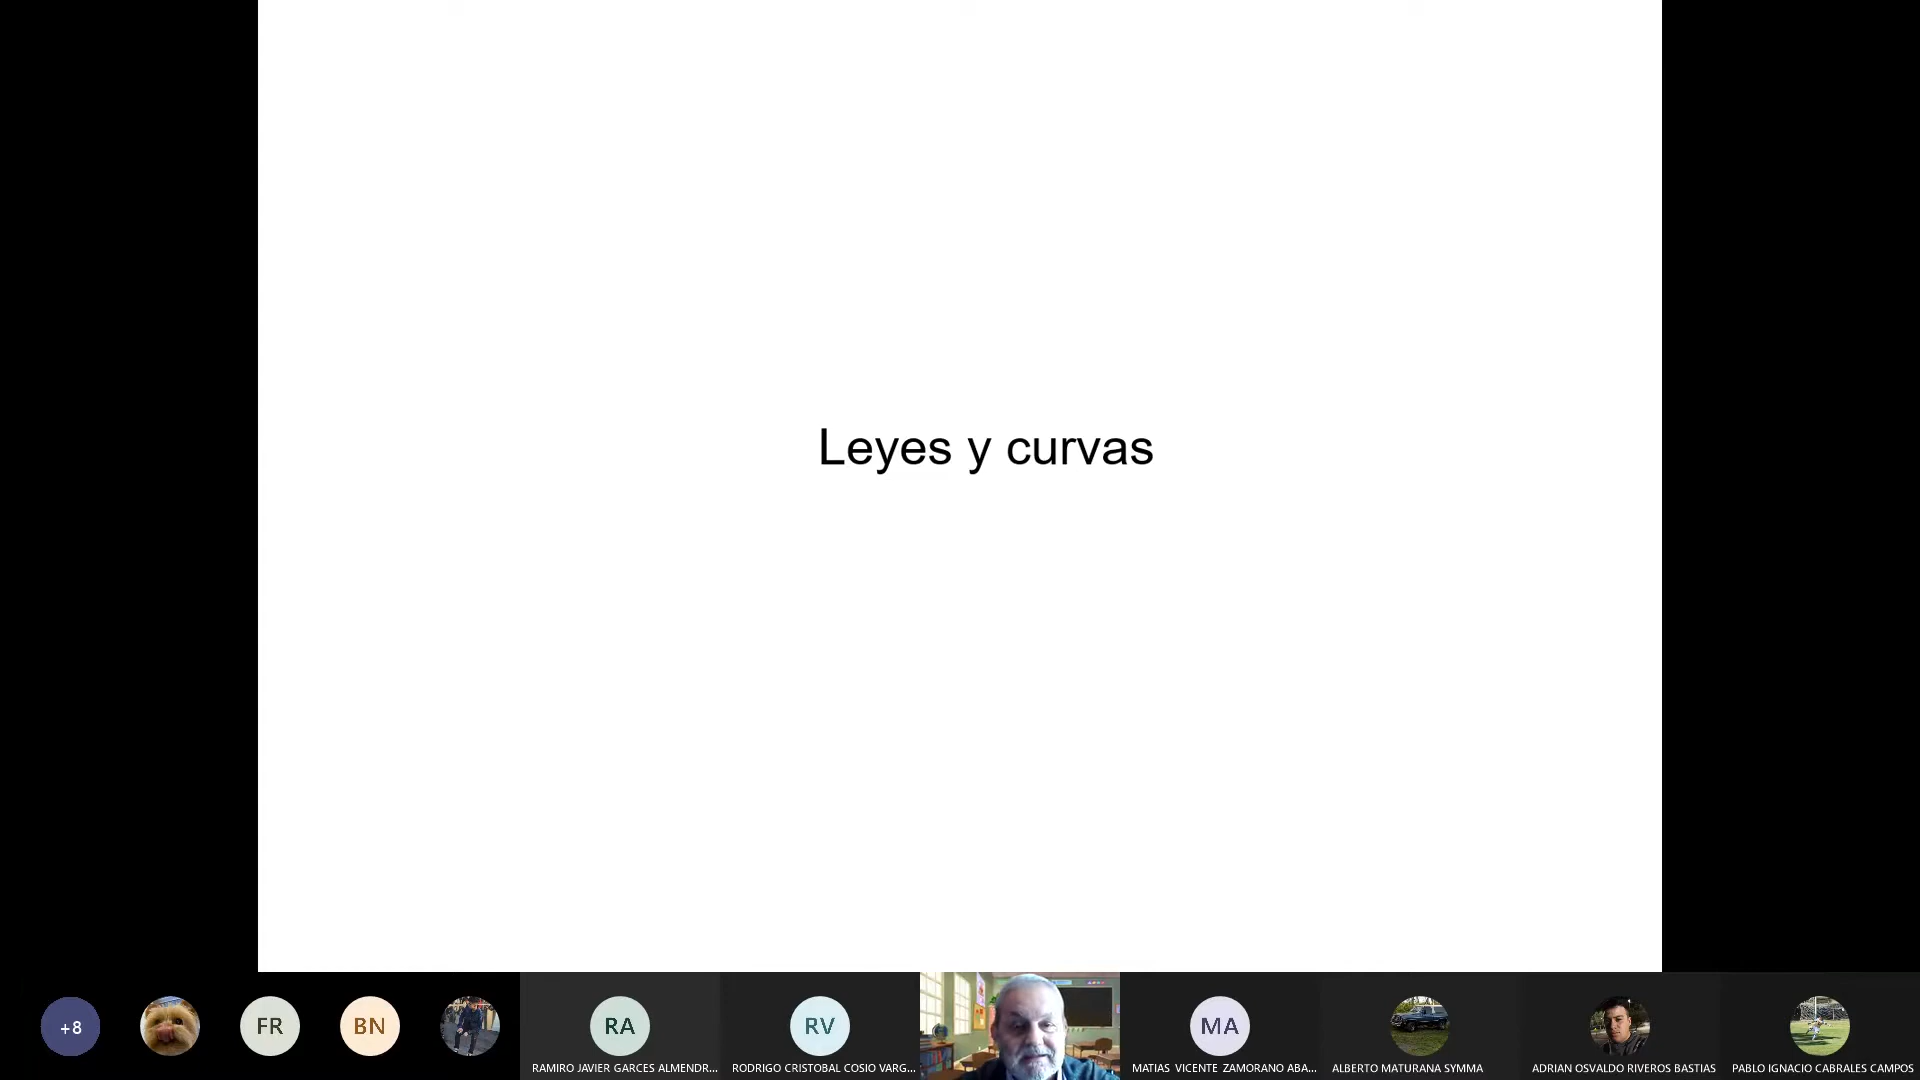 Leyes y curvas
+8
FR
BN
RA
RV
MA
RAMIRO JAVIER GARCES ALMENDR...
RODRIGO CRISTOBAL COSIO VARG...
MATIAS VICENTE ZAMORANO ABA...
ALBERTO MATURANA SYMMA
ADRIAN OSVALDO RIVEROS BASTIAS
PABLO IGNACIO CABRALES CAMPOS